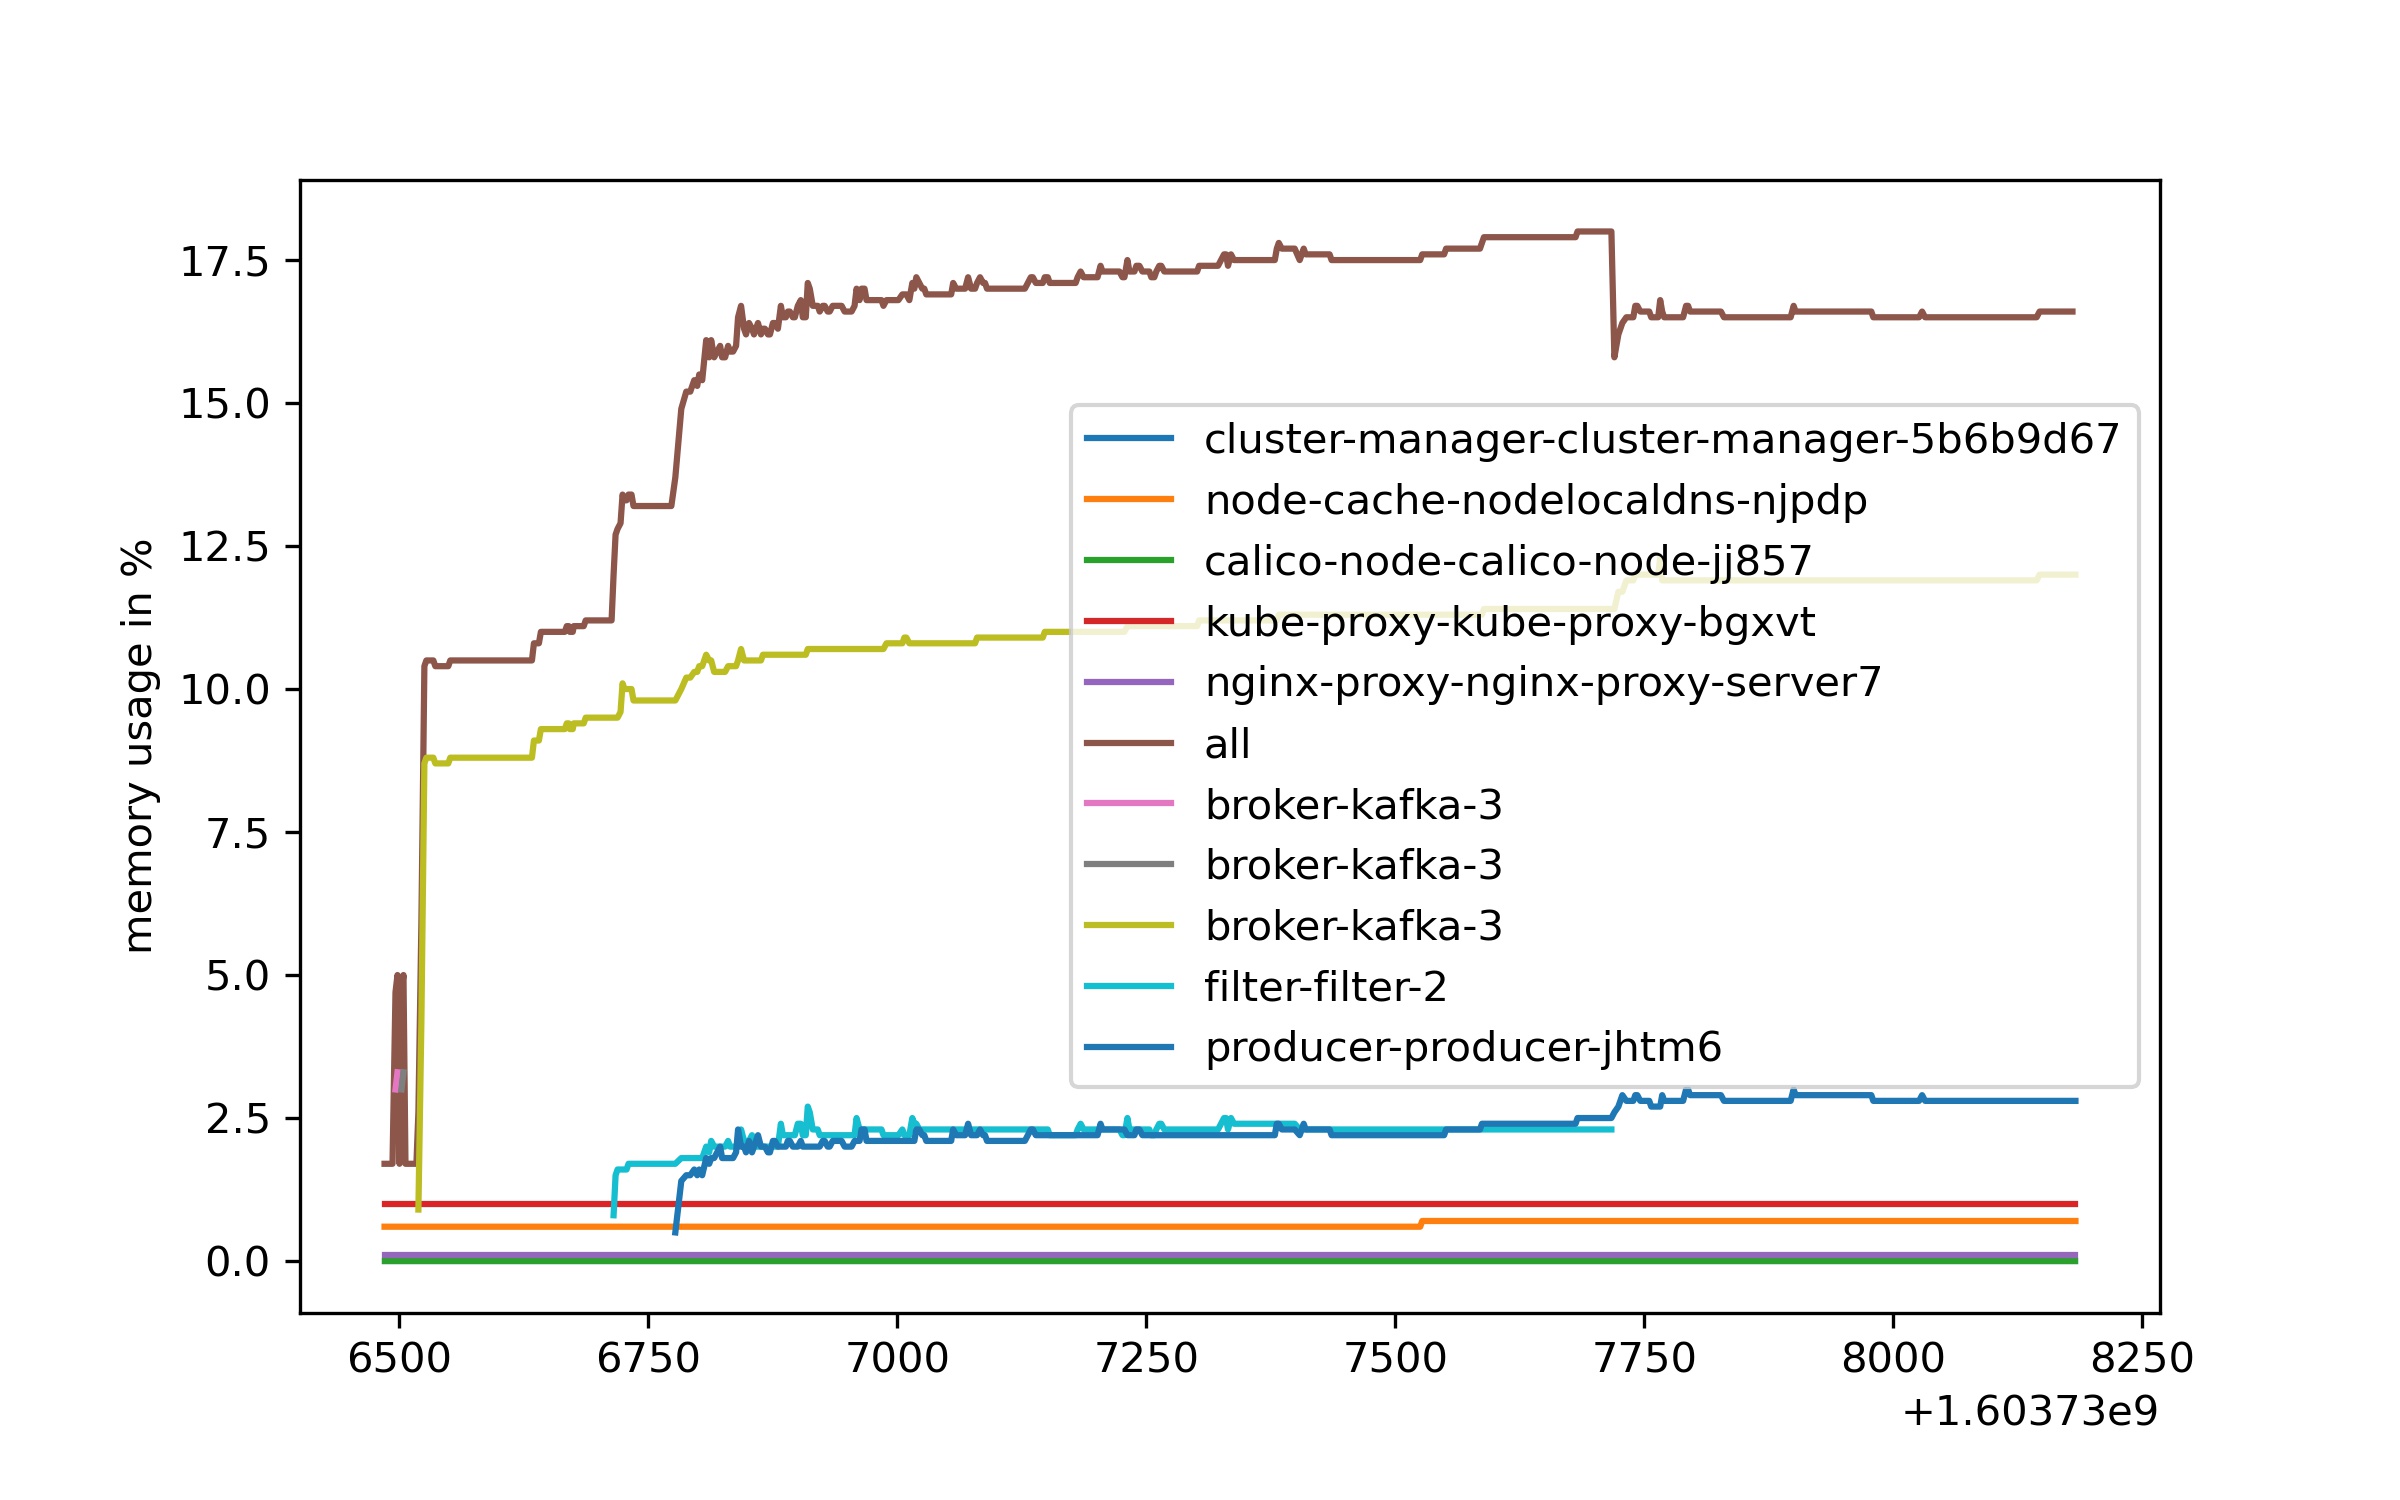 17.5
15.0
12.5
10.0
7.5
5.0
2.5
0.0
memory usage in %
cluster-manager-cluster-manager-5b6b9d67
node-cache-nodelocaldns-njpdp
calico-node-calico-node-jj857
kube-proxy-kube-proxy-bgxvt
nginx-proxy-nginx-proxy-server7
all
broker-kafka-3
broker-kafka-3
broker-kafka-3
filter-filter-2
producer-producer-jhtm6
6500 6750 7000 7250 7500 7750 8000 8250
+1.60373e9